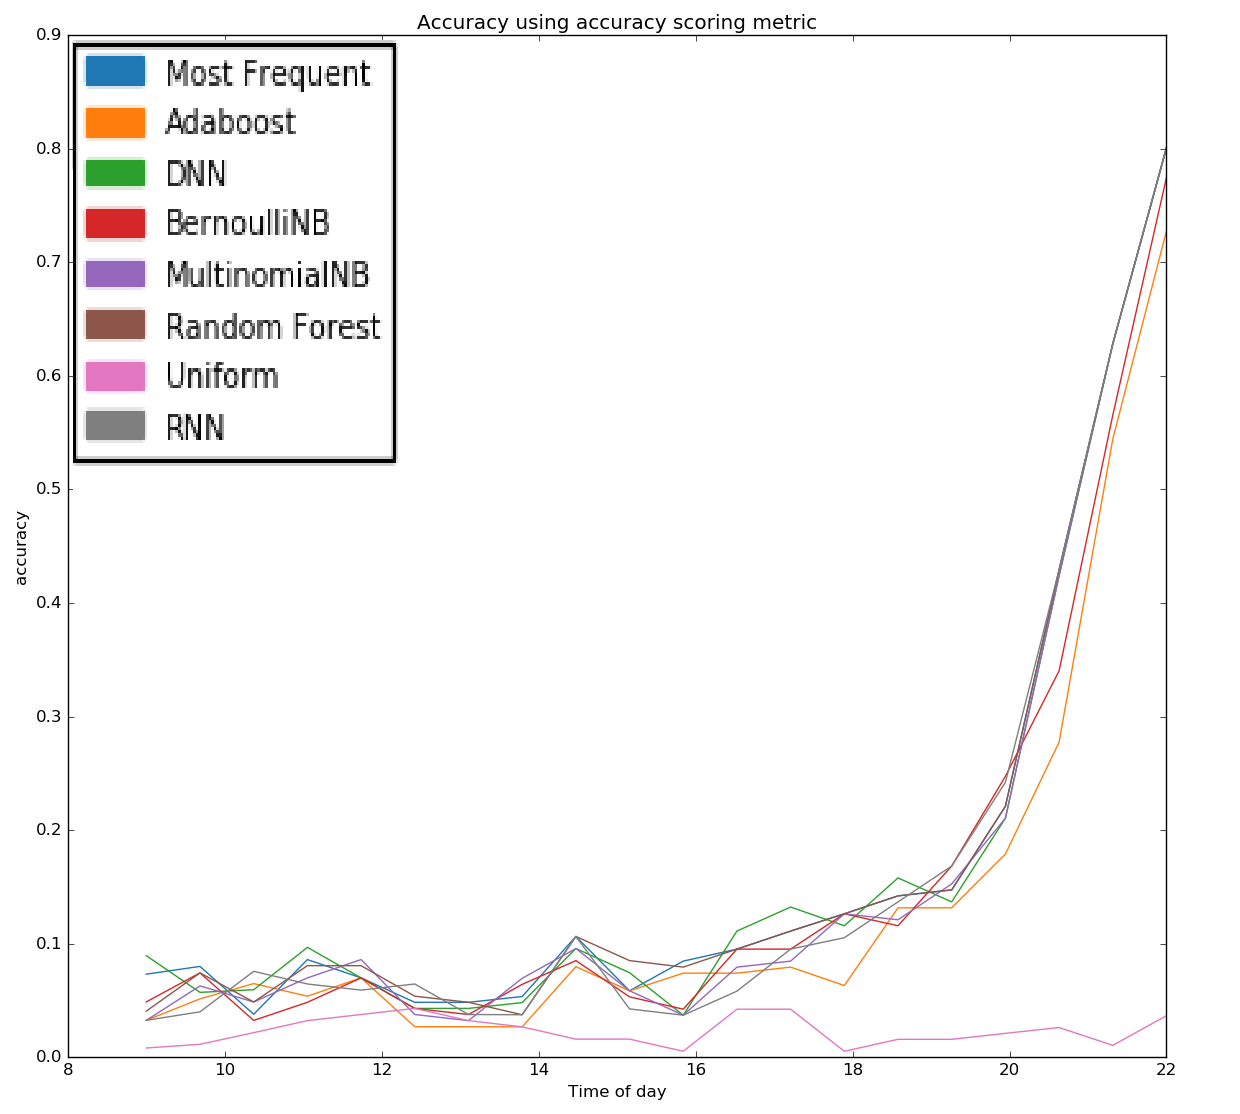 Accuracy using accuracy scoring metric
0.9
0.8
0.7
0.6
0.5
0.4
0.3
0.2
0.1
0.0
accuracy
Most Frequent
Adaboost
DNN
BernoulliNB
MultinomialNB
Random Forest
Uniform
RNN
8 10 12 14 16 18 20 22
Time of day